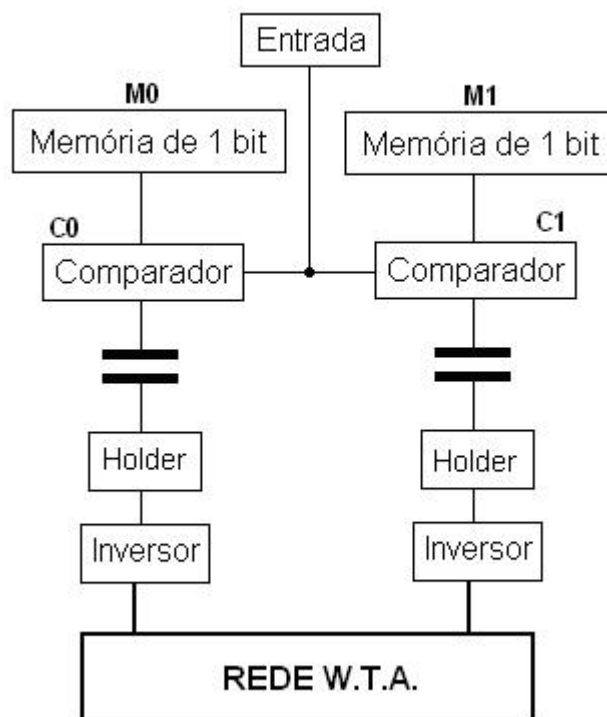 Entrada
M0
M1
Memória de 1 bit
Memória de 1 bit
C0
C1
Comparador
Comparador
Holder
Holder
Inversor
Inversor
REDE W.T.A.